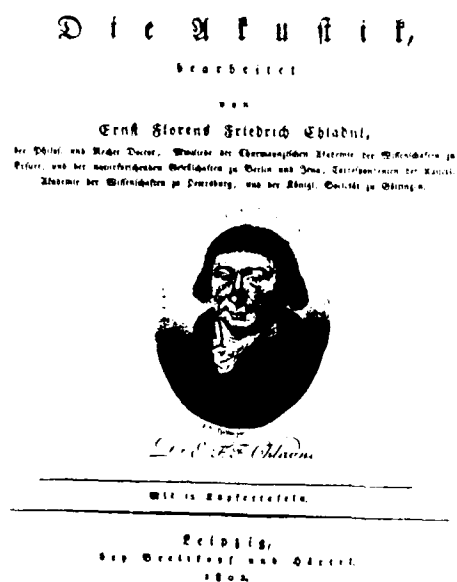 Die Akustik,
bearbeitet
von
Ernst Florens Friedrich Chladni,
der Philos. und Rechte Doctor, Mitgliede der Churmaynzischen Akademie der Wissenschaften zu
Erfurt, und der naturforschenden Gesellschaften zu Berlin und Jena, Correspondenten der Kaiserl.
Akademie der Wissenschaften zu Petersburg, und der Königl. Societät zu Göttingen.
Dr. E. F. F. Chladni
Mit 12 Kupfertafeln.
Leipzig,
bey Breitkopf und Härtel.
1802.